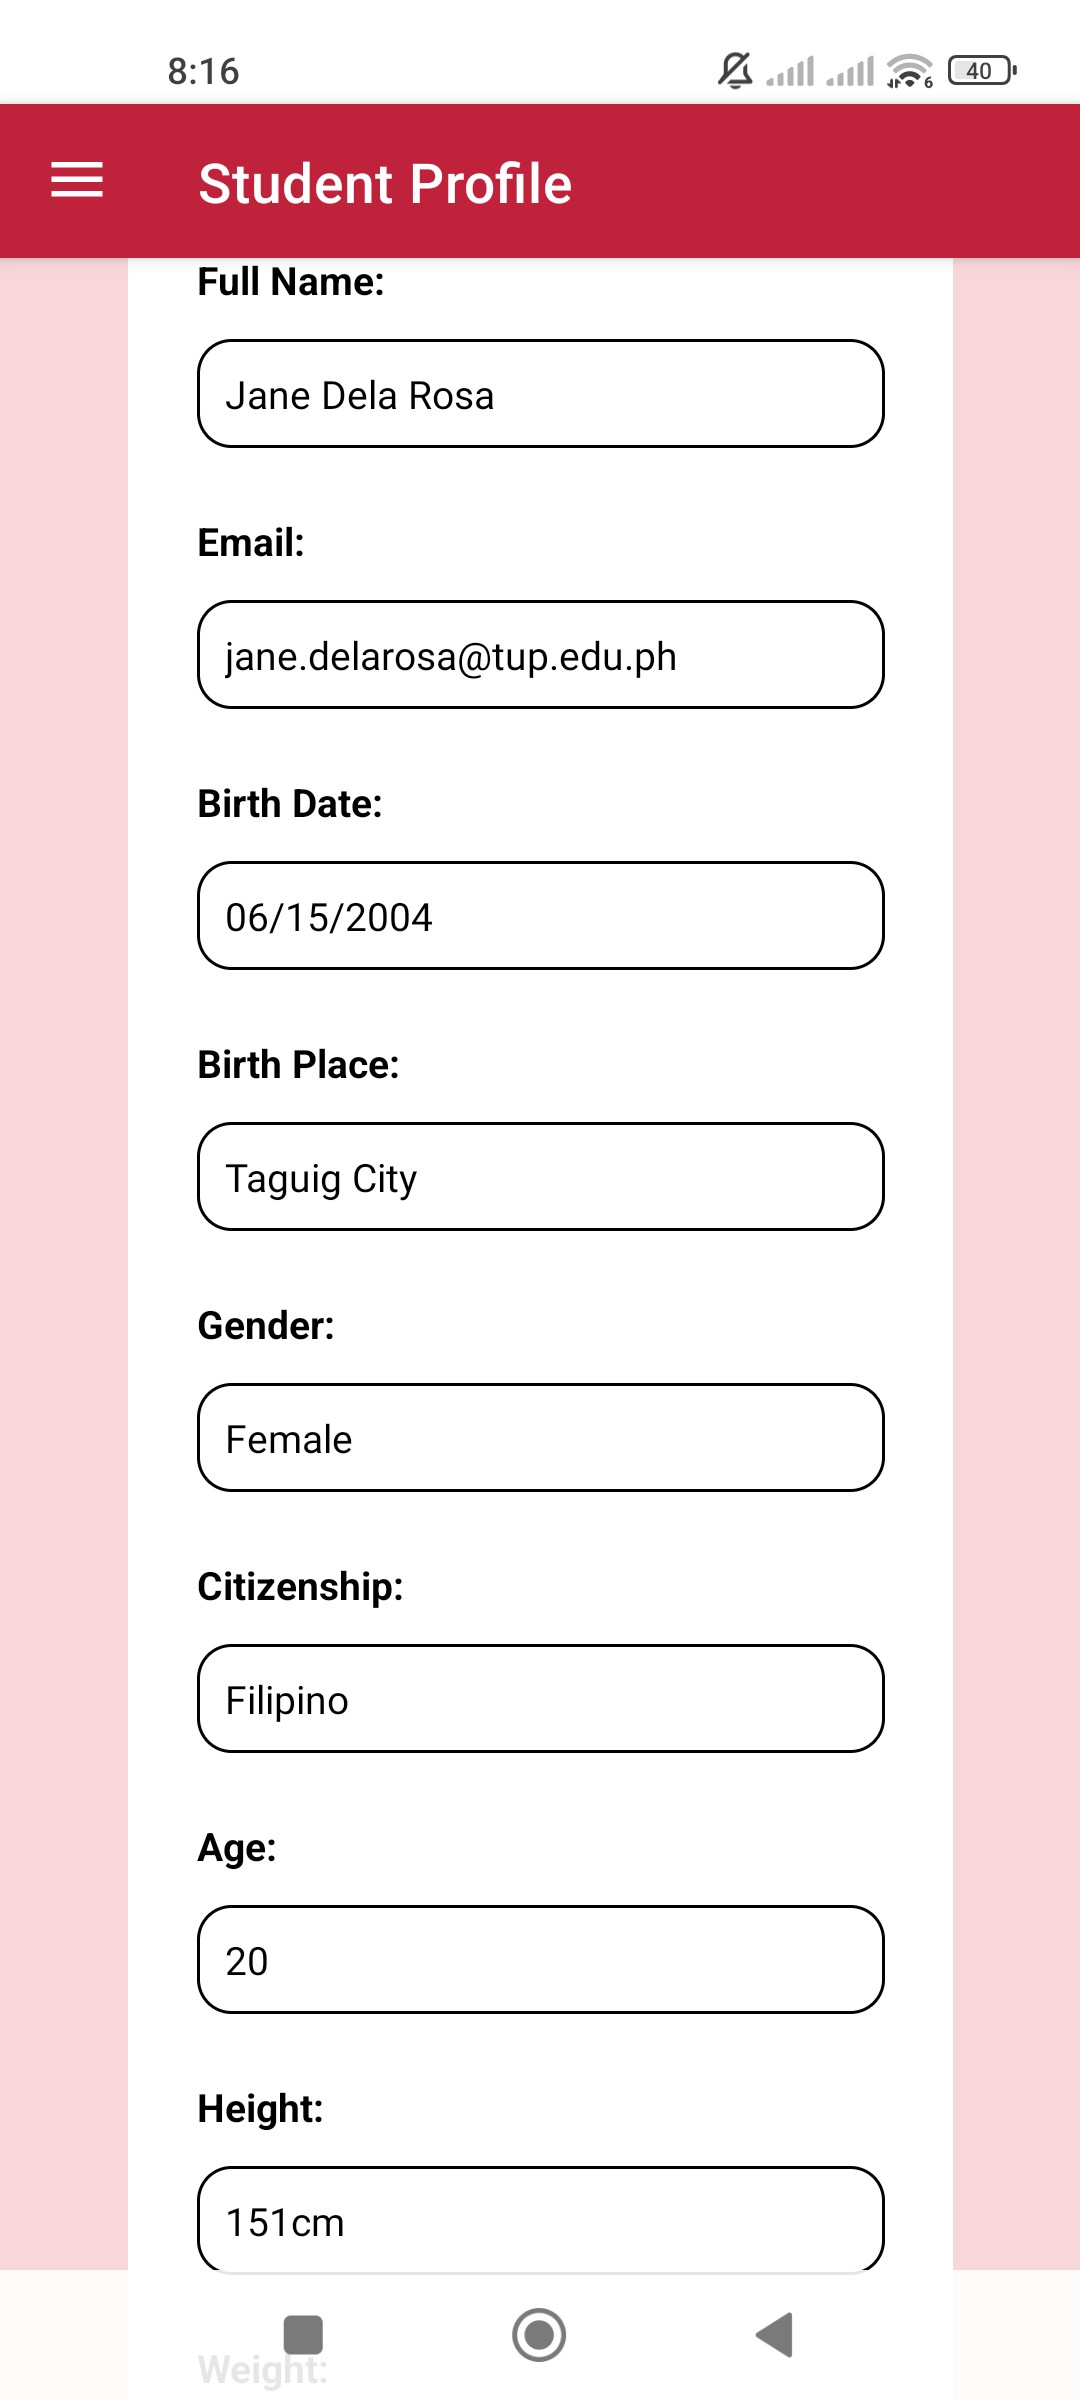 8:16
6
40
Student Profile
Full Name:
Jane Dela Rosa
Email:
jane.delarosa@tup.edu.ph
Birth Date:
06/15/2004
Birth Place:
Taguig City
Gender:
Female
Citizenship:
Filipino
Age:
20
Height:
151cm
Weight: